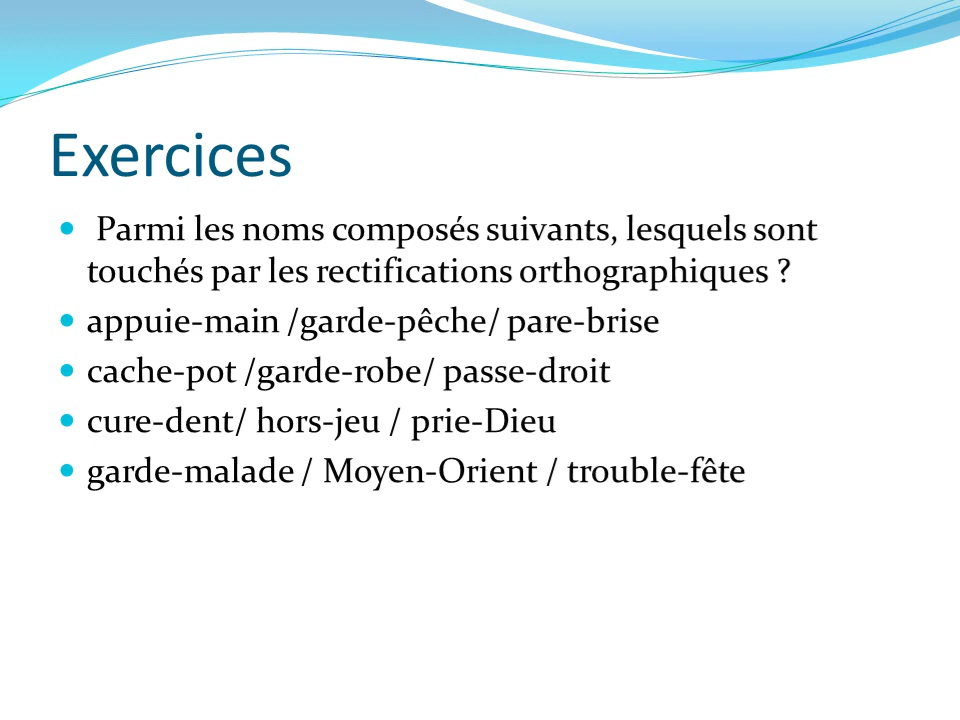 Exercices
Parmi les noms composés suivants, lesquels sont
touchés par les rectifications orthographiques ?
appuie-main /garde-pêche/ pare-brise
cache-pot /garde-robe/ passe-droit
cure-dent/ hors-jeu / prie-Dieu
garde-malade / Moyen-Orient / trouble-fête